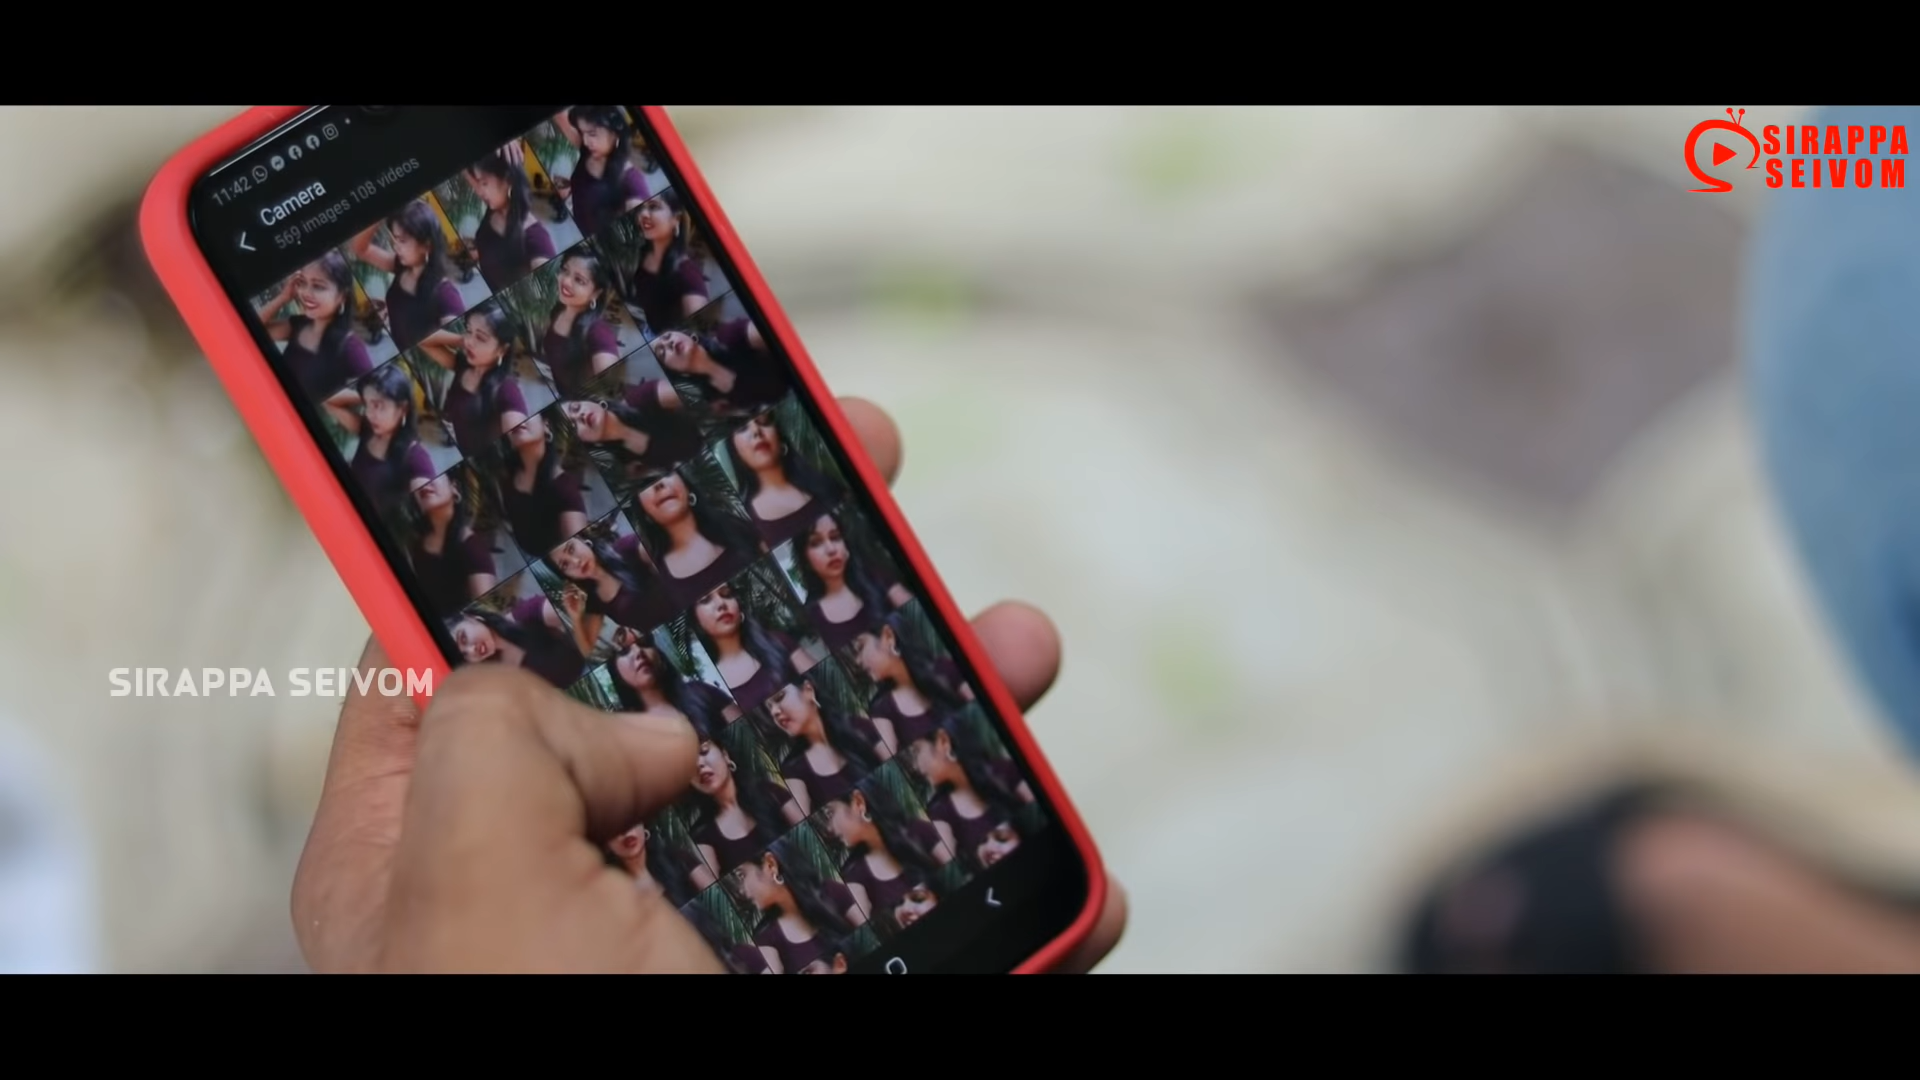 11:42
Camera
569 images 108 videos
SIRAPPA
SEIVOM
SIRAPPA SEIVOM